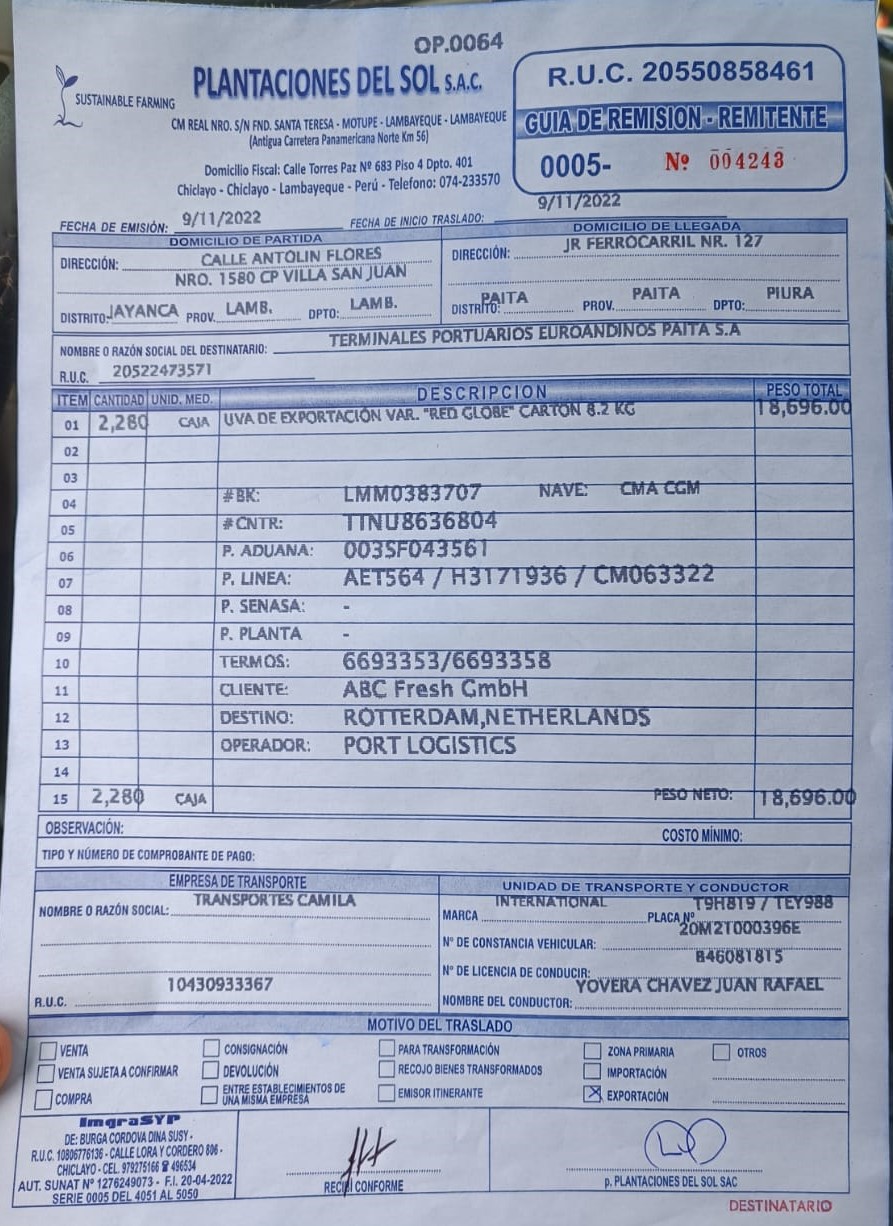 OP.0064
SUSTAINABLE FARMING
PLANTACIONES DEL SOL S.A.C.
CM REAL NRO. S/N FND. SANTA TERESA - MOTUPE - LAMBAYEQUE - LAMBAYEQUE
(Antigua Carretera Panamericana Norte Km 56)
Domicilio Fiscal: Calle Torres Paz Nº 683 Piso 4 Dpto. 401
Chiclayo - Chiclayo - Lambayeque - Perú - Telefono: 074-233570
R.U.C. 20550858461
GUIA DE REMISION - REMITENTE
0005- Nº 004243
FECHA DE EMISIÓN: 9/11/2022 FECHA DE INICIO TRASLADO: 9/11/2022
DOMICILIO DE PARTIDA
DIRECCIÓN: CALLE ANTOLIN FLORES
NRO. 1580 CP VILLA SAN JUAN
DISTRITO: JAYANCA PROV. LAMB. DPTO: LAMB.
DOMICILIO DE LLEGADA
DIRECCIÓN: JR FERROCARRIL NR. 127
DISTRITO: PAITA PROV. PAITA DPTO: PIURA
NOMBRE O RAZÓN SOCIAL DEL DESTINATARIO: TERMINALES PORTUARIOS EUROANDINOS PAITA S.A
R.U.C. 20522473571
ITEM CANTIDAD UNID. MED. DESCRIPCION PESO TOTAL
01 2,280 CAJA UVA DE EXPORTACIÓN VAR. "RED GLOBE" CARTON 8.2 KG 18,696.00
02
03
04 #BK: LMM0383707 NAVE: CMA CGM
05 #CNTR: TTNU8636804
06 P. ADUANA: 003SF043561
07 P. LINEA: AET564 / H3171936 / CM063322
08 P. SENASA: -
09 P. PLANTA -
10 TERMOS: 6693353/6693358
11 CLIENTE: ABC Fresh GmbH
12 DESTINO: ROTTERDAM,NETHERLANDS
13 OPERADOR: PORT LOGISTICS
14
15 2,280 CAJA PESO NETO: 18,696.00
OBSERVACIÓN:
COSTO MÍNIMO:
TIPO Y NÚMERO DE COMPROBANTE DE PAGO:
EMPRESA DE TRANSPORTE
NOMBRE O RAZÓN SOCIAL: TRANSPORTES CAMILA
R.U.C. 10430933367
UNIDAD DE TRANSPORTE Y CONDUCTOR
MARCA INTERNATIONAL PLACA Nº T9H819 / TEY988
Nº DE CONSTANCIA VEHICULAR: 20M21000396E
Nº DE LICENCIA DE CONDUCIR: B46081815
NOMBRE DEL CONDUCTOR: YOVERA CHAVEZ JUAN RAFAEL
MOTIVO DEL TRASLADO
VENTA CONSIGNACIÓN PARA TRANSFORMACIÓN ZONA PRIMARIA OTROS
VENTA SUJETA A CONFIRMAR DEVOLUCIÓN RECOJO BIENES TRANSFORMADOS IMPORTACIÓN
COMPRA ENTRE ESTABLECIMIENTOS DE UNA MISMA EMPRESA EMISOR ITINERANTE X EXPORTACIÓN
ImgraSYP
DE: BURGA CORDOVA DINA SUSY -
R.U.C. 10806776136 - CALLE LORA Y CORDERO 806 -
CHICLAYO - CEL. 979275166 ☎ 496534
AUT. SUNAT Nº 1276249073 - F.I. 20-04-2022
SERIE 0005 DEL 4051 AL 5050
RECIBÍ CONFORME
p. PLANTACIONES DEL SOL SAC
DESTINATARIO